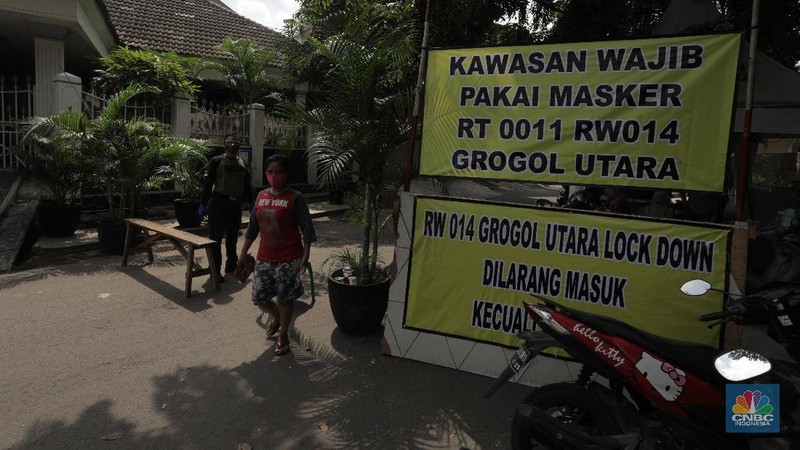 KAWASAN WAJIB
PAKAI MASKER
RT 0011 RW014
GROGOL UTARA
RW 014 GROGOL UTARA LOCK DOWN
DILARANG MASUK
KECUALI
NEW YORK
hello kitty
CNBC
INDONESIA